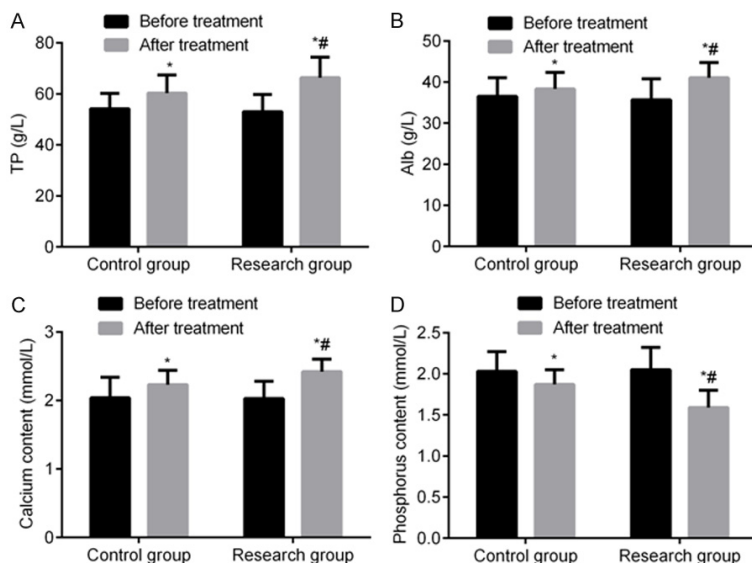 A
Before treatment
After treatment
TP (g/L)
80
60
40
20
0
*
*#
Control group
Research group
B
Before treatment
After treatment
Alb (g/L)
50
40
30
20
10
0
*
*#
Control group
Research group
C
Before treatment
After treatment
Calcium content (mmol/L)
3
2
1
0
*
*#
Control group
Research group
D
Before treatment
After treatment
Phosphorus content (mmol/L)
2.5
2.0
1.5
1.0
0.5
0.0
*
*#
Control group
Research group